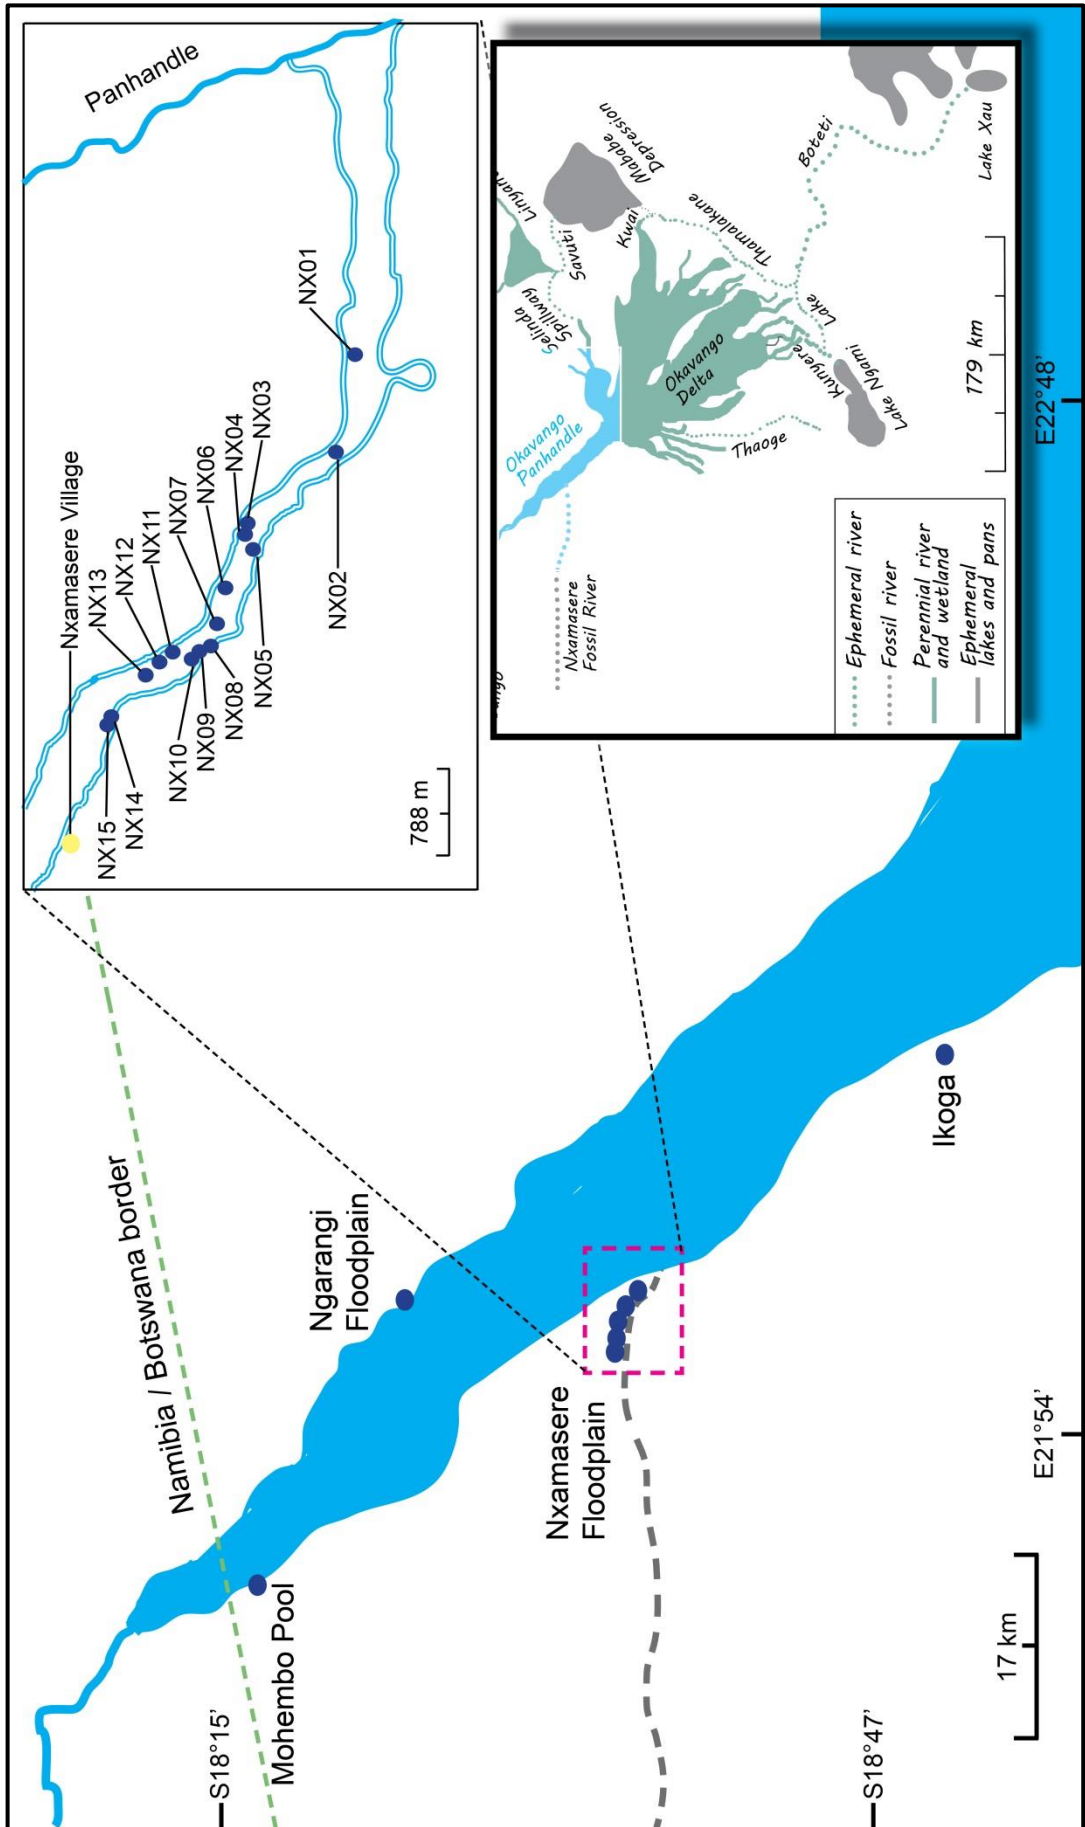 Namibia / Botswana border
Mohembo Pool
Ngarangi
Floodplain
Nxamasere
Floodplain
Ikoga
S18°15’
S18°47’
E21°54’
E22°48’
17 km
Panhandle
Nxamasere Village
NX13
NX12
NX11
NX07
NX06
NX04
NX03
NX01
NX15
NX14
NX10
NX09
NX08
NX05
NX02
788 m
Okavango
Panhandle
Selinda
Spillway
Savuti
Mababe
Depression
Kwai
Thamalakane
Boteti
Lake Xau
Okavango
Delta
Thaoge
Kunyere
Lake
Lake Ngami
Nxamasere
Fossil River
179 km
Ephemeral river
Fossil river
Perennial river
and wetland
Ephemeral
lakes and pans